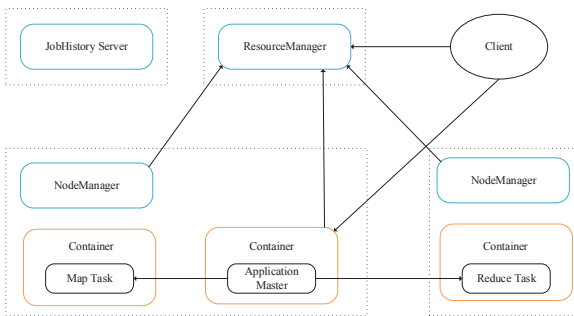 JobHistory Server
ResourceManager
Client
NodeManager
NodeManager
Container
Container
Container
Map Task
Application
Master
Reduce Task